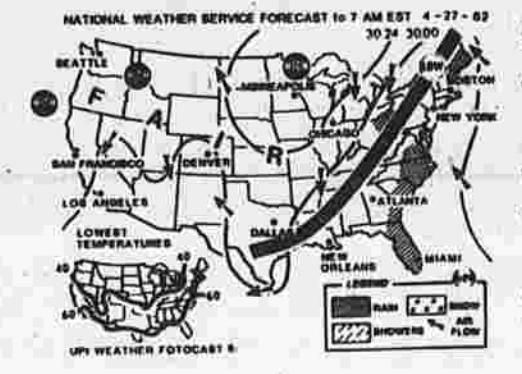 NATIONAL WEATHER SERVICE FORECAST to 7 AM EST 4-27-82
30.24 30.00
SEATTLE
MINNEAPOLIS
BOSTON
NEW YORK
F A I R
CHICAGO
SAN FRANCISCO
DENVER
LOS ANGELES
ATLANTA
DALLAS
LOWEST
TEMPERATURES
NEW
ORLEANS
MIAMI
LEGEND
RAIN
SNOW
SHOWERS
AIR
FLOW
40
60
60
60
UPI WEATHER FOTOCAST ®